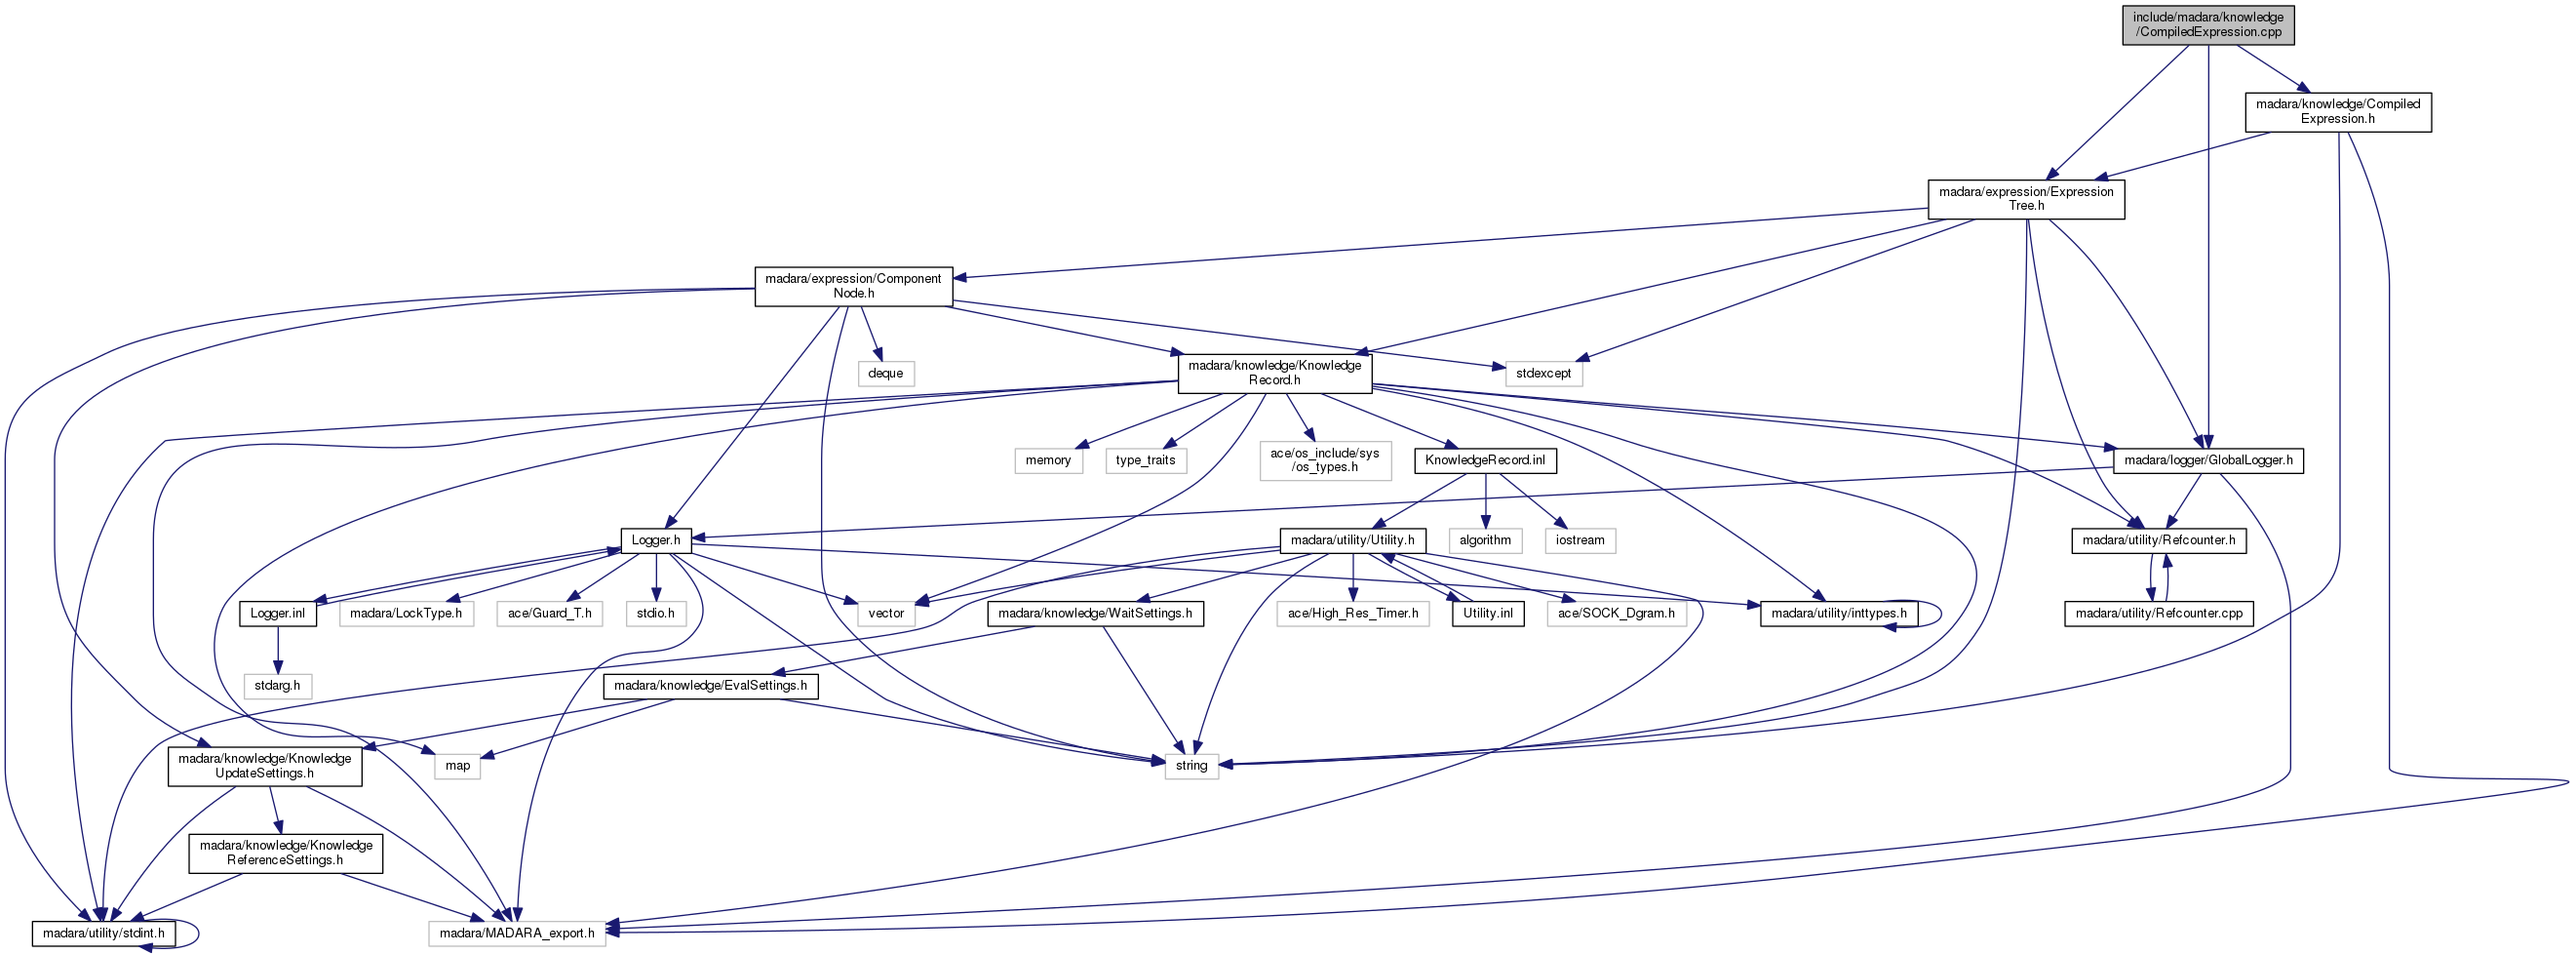 include/madara/knowledge
/CompiledExpression.cpp
madara/knowledge/Compiled
Expression.h
madara/expression/Expression
Tree.h
madara/expression/Component
Node.h
deque
madara/knowledge/Knowledge
Record.h
stdexcept
memory
type_traits
ace/os_include/sys
/os_types.h
KnowledgeRecord.inl
madara/logger/GlobalLogger.h
Logger.h
madara/utility/Utility.h
algorithm
iostream
madara/utility/Refcounter.h
Logger.inl
madara/LockType.h
ace/Guard_T.h
stdio.h
vector
madara/knowledge/WaitSettings.h
ace/High_Res_Timer.h
Utility.inl
ace/SOCK_Dgram.h
madara/utility/inttypes.h
madara/utility/Refcounter.cpp
stdarg.h
madara/knowledge/EvalSettings.h
madara/knowledge/Knowledge
UpdateSettings.h
map
string
madara/knowledge/Knowledge
ReferenceSettings.h
madara/utility/stdint.h
madara/MADARA_export.h